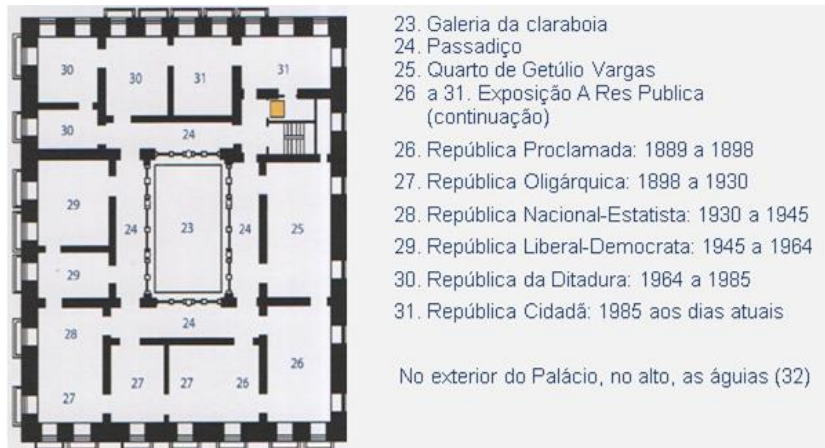 30
30
31
31
30
24
29
24
23
24
25
29
24
28
26
27
27
27
26
23. Galeria da claraboia
24. Passadiço
25. Quarto de Getúlio Vargas
26 a 31. Exposição A Res Publica
(continuação)
26. República Proclamada: 1889 a 1898
27. República Oligárquica: 1898 a 1930
28. República Nacional-Estatista: 1930 a 1945
29. República Liberal-Democrata: 1945 a 1964
30. República da Ditadura: 1964 a 1985
31. República Cidadã: 1985 aos dias atuais
No exterior do Palácio, no alto, as águias (32)